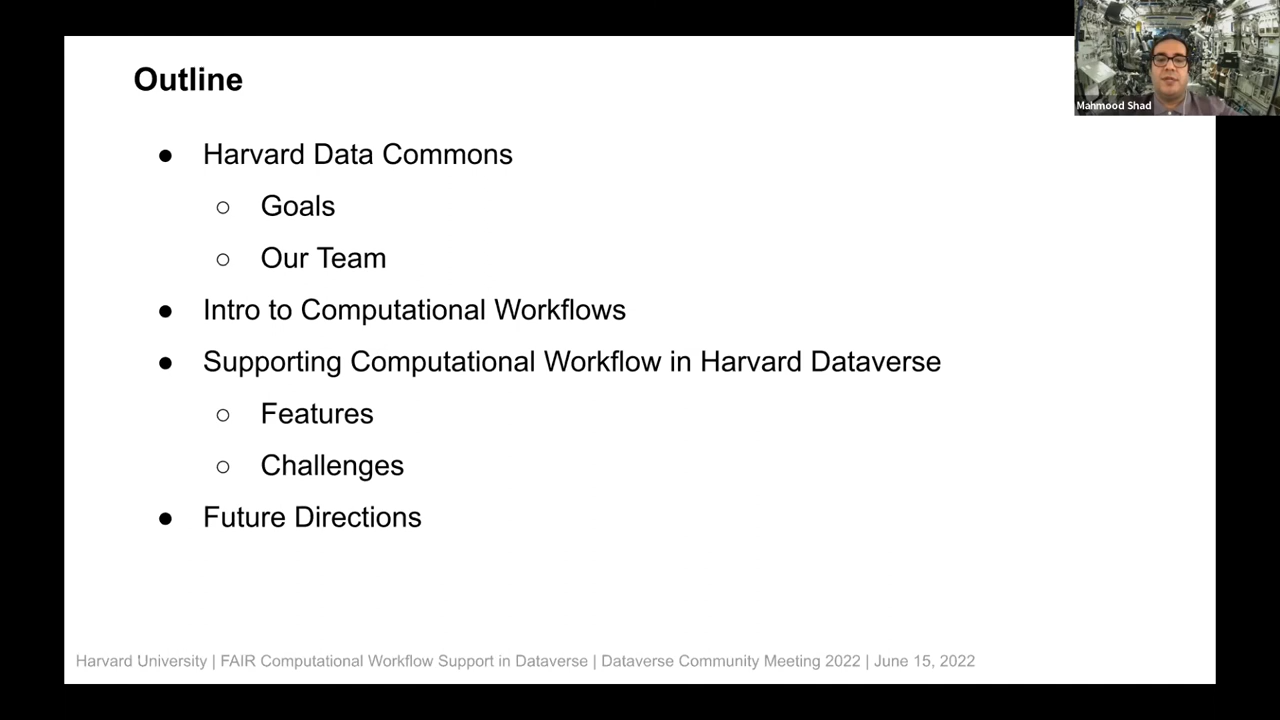 Outline
Mahmood Shad
● Harvard Data Commons
○ Goals
○ Our Team
● Intro to Computational Workflows
● Supporting Computational Workflow in Harvard Dataverse
○ Features
○ Challenges
● Future Directions
Harvard University | FAIR Computational Workflow Support in Dataverse | Dataverse Community Meeting 2022 | June 15, 2022